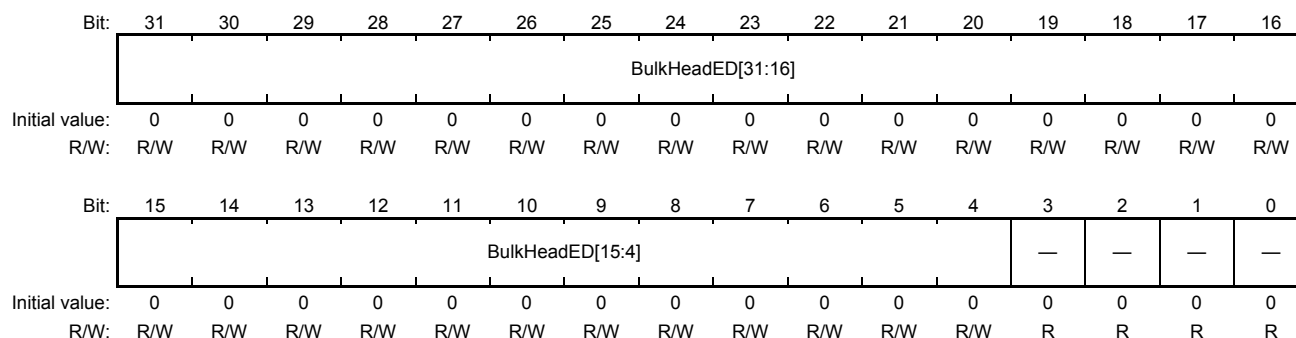 Bit: 31 30 29 28 27 26 25 24 23 22 21 20 19 18 17 16
BulkHeadED[31:16]
Initial value: 0 0 0 0 0 0 0 0 0 0 0 0 0 0 0 0
R/W: R/W R/W R/W R/W R/W R/W R/W R/W R/W R/W R/W R/W R/W R/W R/W R/W
Bit: 15 14 13 12 11 10 9 8 7 6 5 4 3 2 1 0
BulkHeadED[15:4] — — — —
Initial value: 0 0 0 0 0 0 0 0 0 0 0 0 0 0 0 0
R/W: R/W R/W R/W R/W R/W R/W R/W R/W R/W R/W R/W R/W R R R R